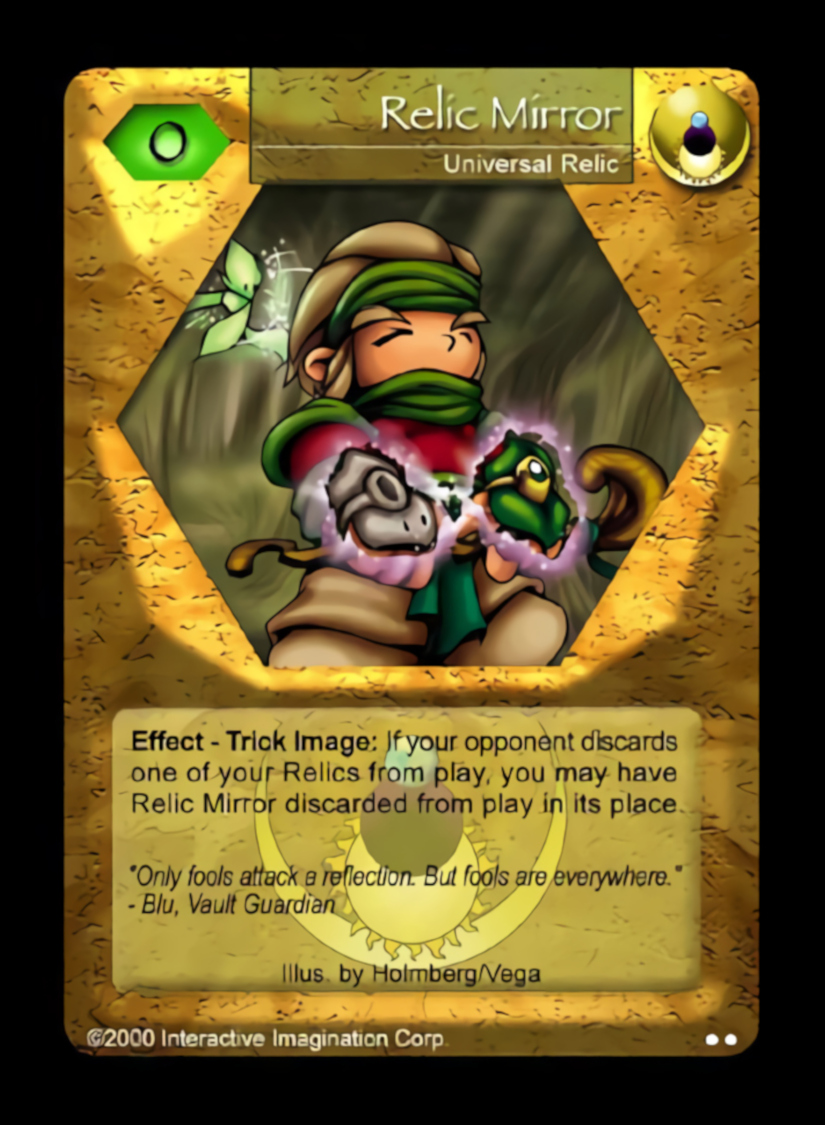 0
Relic Mirror
Universal Relic
Effect - Trick Image: If your opponent discards
one of your Relics from play, you may have
Relic Mirror discarded from play in its place.
"Only fools attack a reflection. But fools are everywhere."
- Blu, Vault Guardian
Illus. by Holmberg/Vega
©2000 Interactive Imagination Corp.